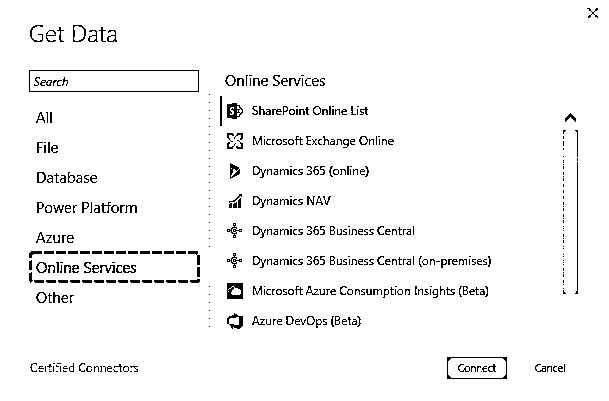 Get Data
Search
All
File
Database
Power Platform
Azure
Online Services
Other
Online Services
SharePoint Online List
Microsoft Exchange Online
Dynamics 365 (online)
Dynamics NAV
Dynamics 365 Business Central
Dynamics 365 Business Central (on-premises)
Microsoft Azure Consumption Insights (Beta)
Azure DevOps (Beta)
Certified Connectors
Connect
Cancel